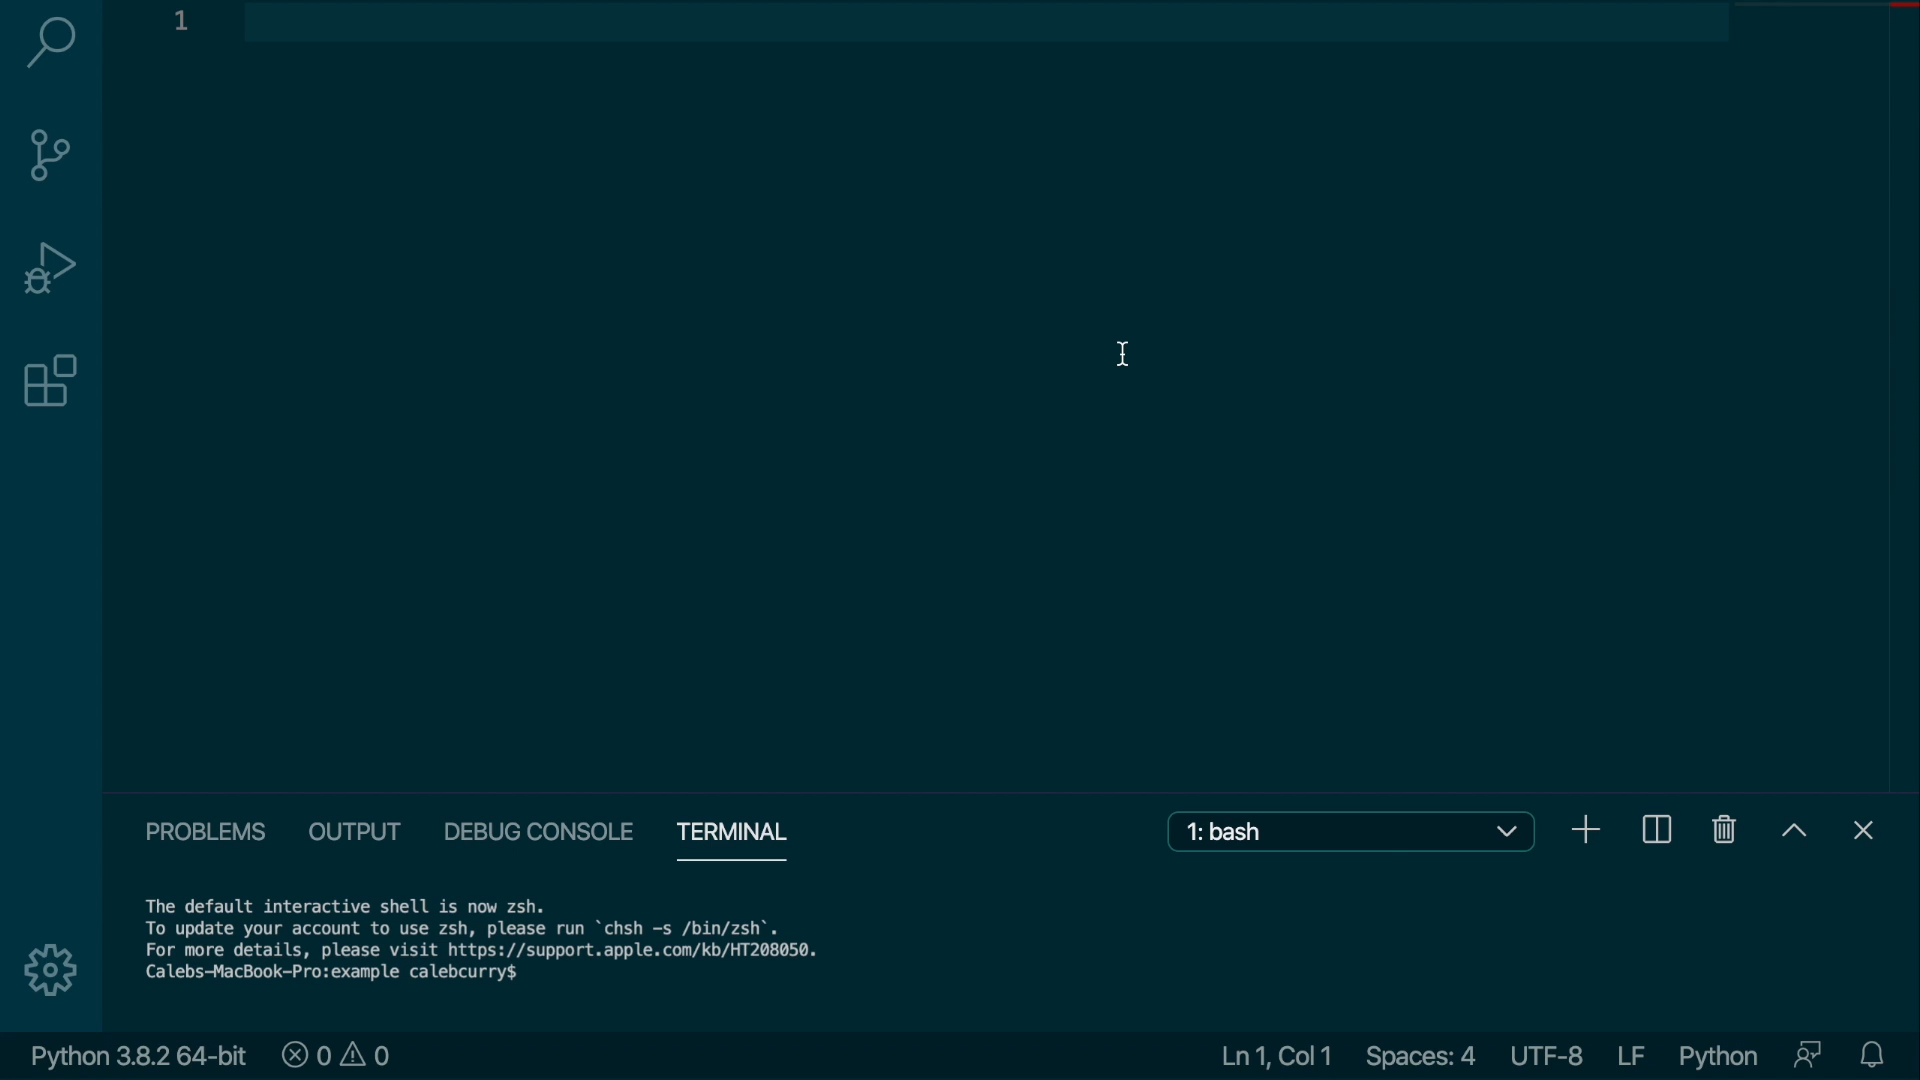 1
PROBLEMS OUTPUT DEBUG CONSOLE TERMINAL 1: bash
The default interactive shell is now zsh.
To update your account to use zsh, please run `chsh -s /bin/zsh`.
For more details, please visit https://support.apple.com/kb/HT208050.
Calebs-MacBook-Pro:example calebcurry$
Python 3.8.2 64-bit 0 0 Ln 1, Col 1 Spaces: 4 UTF-8 LF Python